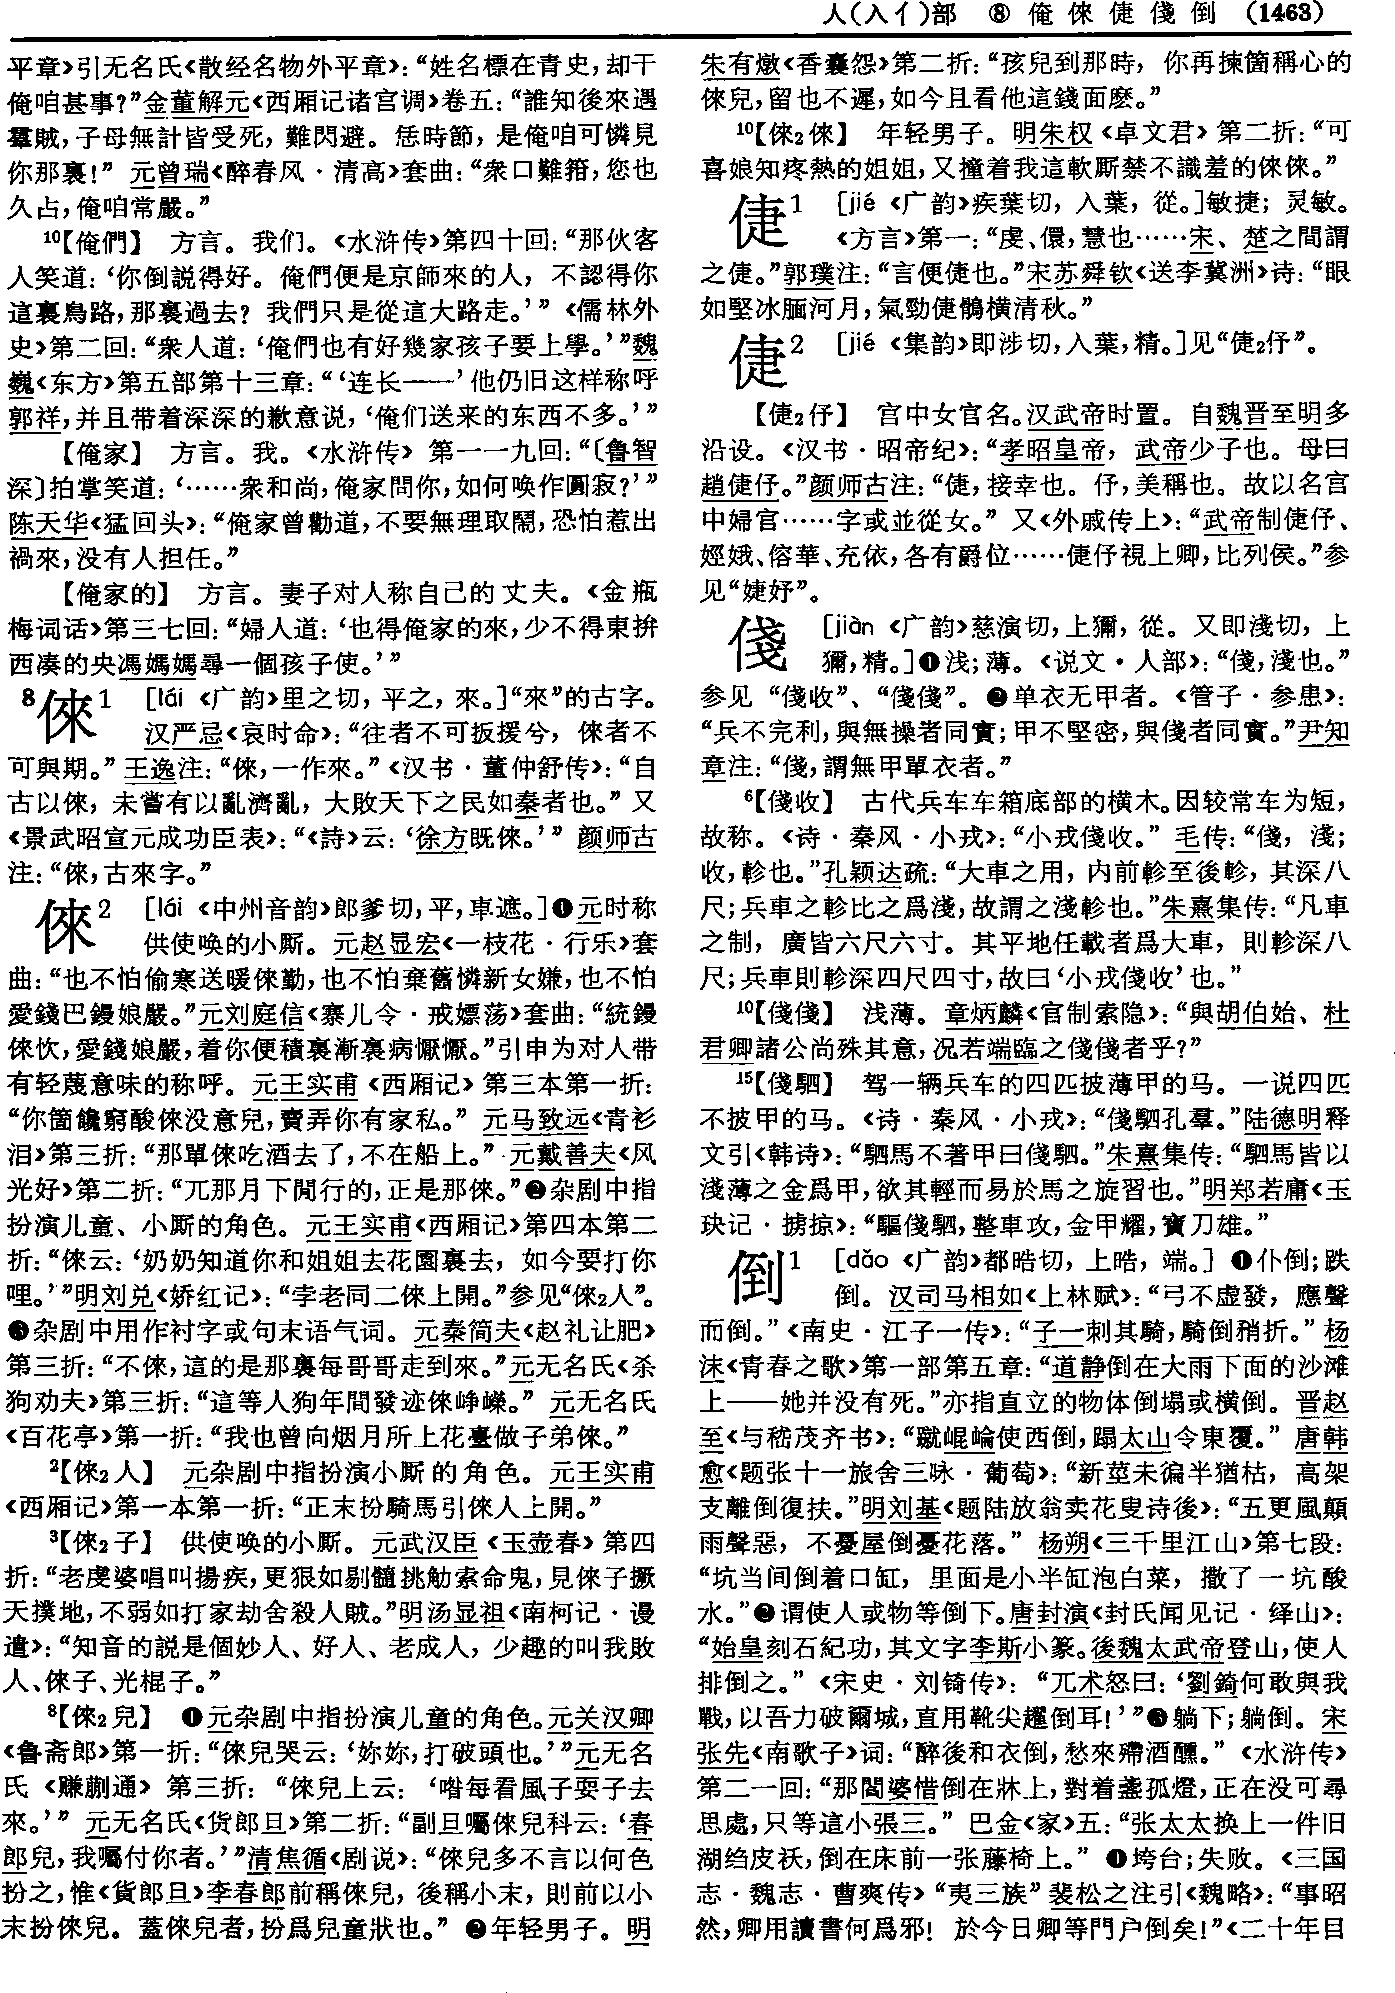 人(入亻)部 ⑧ 俺倈倢俴倒 (1463)
平章》引无名氏《散经名物外平章》：“姓名標在青史，却干
俺咱甚事？”金董解元《西厢记诸宫调》卷五：“誰知後來遇
羣賊，子母無計皆受死，難閃避。恁時節，是俺咱可憐見
你那裏！” 元曾瑞《醉春风·清高》套曲：“衆口難箝，您也
久占，俺咱常嚴。”
¹⁰【俺們】 方言。我们。《水浒传》第四十回：“那伙客
人笑道：‘你倒説得好。俺們便是京師來的人，不認得你
這裏鳥路，那裏過去？我們只是從這大路走。’” 《儒林外
史》第二回：“衆人道：‘俺們也有好幾家孩子要上學。’”魏
巍《东方》第五部第十三章：“‘连长——’他仍旧这样称呼
郭祥，并且带着深深的歉意说，‘俺们送来的东西不多。’”
【俺家】 方言。我。《水浒传》第一一九回：“〔鲁智
深〕拍掌笑道：‘……衆和尚，俺家問你，如何唤作圓寂？’”
陈天华《猛回头》：“俺家曾勸道，不要無理取鬧，恐怕惹出
禍來，没有人担任。”
【俺家的】 方言。妻子对人称自己的丈夫。《金瓶
梅词话》第三七回：“婦人道：‘也得俺家的來，少不得東拚
西凑的央馮媽媽尋一個孩子使。’”
⁸倈1 [lái 《广韵》里之切，平之，來。]“來”的古字。
汉严忌《哀时命》：“往者不可扳援兮，倈者不
可與期。”王逸注：“倈，一作來。”《汉书·董仲舒传》：“自
古以倈，未嘗有以亂濟亂，大敗天下之民如秦者也。” 又
《景武昭宣元成功臣表》：“《詩》云：‘徐方既倈。’” 颜师古
注：“倈，古來字。”
倈2 [lái 《中州音韵》郎爹切，平，車遮。]❶元时称
供使唤的小厮。元赵显宏《一枝花·行乐》套
曲：“也不怕偷寒送暖倈勤，也不怕棄舊憐新女嫌，也不怕
愛錢巴鏝娘嚴。”元刘庭信《寨儿令·戒嫖荡》套曲：“統鏝
倈忺，愛錢娘嚴，着你便積裏漸裏病懨懨。”引申为对人带
有轻蔑意味的称呼。元王实甫《西厢记》第三本第一折：
“你箇饞窮酸倈没意兒，賣弄你有家私。” 元马致远《青衫
泪》第三折：“那單倈吃酒去了，不在船上。”元戴善夫《风
光好》第二折：“兀那月下閒行的，正是那倈。”❷杂剧中指
扮演儿童、小厮的角色。元王实甫《西厢记》第四本第二
折：“倈云：‘奶奶知道你和姐姐去花園裏去，如今要打你
哩。’”明刘兑《娇红记》：“李老同二倈上開。”参见“倈₂人”。
❸杂剧中用作衬字或句末语气词。元秦简夫《赵礼让肥》
第三折：“不倈，這的是那裏每哥哥走到來。”元无名氏《杀
狗劝夫》第三折：“這等人狗年間發迹倈峥嶸。” 元无名氏
《百花亭》第一折：“我也曾向烟月所上花臺做子弟倈。”
²【倈₂人】 元杂剧中指扮演小厮的角色。元王实甫
《西厢记》第一本第一折：“正末扮騎馬引倈人上開。”
³【倈₂子】 供使唤的小厮。元武汉臣《玉壶春》第四
折：“老虔婆唱叫揚疾，更狠如剔髓挑觔索命鬼，見倈子撅
天撲地，不弱如打家劫舍殺人賊。”明汤显祖《南柯记·谩
遣》：“知音的説是個妙人、好人、老成人，少趣的叫我敗
人、倈子、光棍子。”
⁸【倈₂兒】 ❶元杂剧中指扮演儿童的角色。元关汉卿
《鲁斋郎》第一折：“倈兒哭云：‘妳妳，打破頭也。’”元无名
氏《赚蒯通》第三折：“倈兒上云：‘喒每看風子耍子去
來。’” 元无名氏《货郎旦》第二折：“副旦囑倈兒科云：‘春
郎兒，我囑付你者。’”清焦循《剧说》：“倈兒多不言以何色
扮之，惟《貨郎旦》李春郎前稱倈兒，後稱小末，則前以小
末扮倈兒。蓋倈兒者，扮爲兒童狀也。” ❷年轻男子。明
朱有燉《香囊怨》第二折：“孩兒到那時，你再揀箇稱心的
倈兒，留也不遲，如今且看他這錢面麽。”
¹⁰【倈₂倈】 年轻男子。明朱权《卓文君》第二折：“可
喜娘知疼熱的姐姐，又撞着我這軟厮禁不識羞的倈倈。”
倢1 [jié 《广韵》疾葉切，入葉，從。]敏捷；灵敏。
《方言》第一：“虔、儇，慧也……宋、楚之間謂
之倢。”郭璞注：“言便倢也。”宋苏舜钦《送李冀洲》诗：“眼
如堅冰腼河月，氣勁倢鶻横清秋。”
倢2 [jié 《集韵》即涉切，入葉，精。]见“倢₂伃”。
【倢₂伃】 宫中女官名。汉武帝时置。自魏晋至明多
沿设。《汉书·昭帝纪》：“孝昭皇帝，武帝少子也。母曰
趙倢伃。”颜师古注：“倢，接幸也。伃，美稱也。故以名宫
中婦官……字或並從女。” 又《外戚传上》：“武帝制倢伃、
娙娥、傛華、充依，各有爵位……倢伃視上卿，比列侯。”参
见“婕妤”。
俴 [jiàn 《广韵》慈演切，上獮，從。又即淺切，上
獮，精。]❶浅；薄。《说文·人部》：“俴，淺也。”
参见“俴收”、“俴俴”。❷单衣无甲者。《管子·参患》：
“兵不完利，與無操者同實；甲不堅密，與俴者同實。”尹知
章注：“俴，謂無甲單衣者。”
⁶【俴收】 古代兵车车箱底部的横木。因较常车为短，
故称。《诗·秦风·小戎》：“小戎俴收。” 毛传：“俴，淺；
收，軫也。”孔颖达疏：“大車之用，内前軫至後軫，其深八
尺；兵車之軫比之爲淺，故謂之淺軫也。”朱熹集传：“凡車
之制，廣皆六尺六寸。其平地任載者爲大車，則軫深八
尺；兵車則軫深四尺四寸，故曰‘小戎俴收’也。”
¹⁰【俴俴】 浅薄。章炳麟《官制索隐》：“與胡伯始、杜
君卿諸公尚殊其意，况若端臨之俴俴者乎？”
¹⁵【俴駟】 驾一辆兵车的四匹披薄甲的马。一说四匹
不披甲的马。《诗·秦风·小戎》：“俴駟孔羣。”陆德明释
文引《韩诗》：“駟馬不著甲曰俴駟。”朱熹集传：“駟馬皆以
淺薄之金爲甲，欲其輕而易於馬之旋習也。”明郑若庸《玉
玦记·掳掠》：“驅俴駟，整車攻，金甲耀，寶刀雄。”
倒1 [dǎo 《广韵》都晧切，上晧，端。] ❶仆倒；跌
倒。汉司马相如《上林赋》：“弓不虚發，應聲
而倒。”《南史·江子一传》：“子一刺其騎，騎倒矟折。” 杨
沫《青春之歌》第一部第五章：“道静倒在大雨下面的沙滩
上——她并没有死。”亦指直立的物体倒塌或横倒。晋赵
至《与嵇茂齐书》：“蹴崐崘使西倒，蹋太山令東覆。” 唐韩
愈《题张十一旅舍三咏·葡萄》：“新莖未徧半猶枯，高架
支離倒復扶。”明刘基《题陆放翁卖花叟诗後》：“五更風顛
雨聲惡，不憂屋倒憂花落。” 杨朔《三千里江山》第七段：
“坑当间倒着口缸，里面是小半缸泡白菜，撒了一坑酸
水。”❷谓使人或物等倒下。唐封演《封氏闻见记·绎山》：
“始皇刻石紀功，其文字李斯小篆。後魏太武帝登山，使人
排倒之。” 《宋史·刘锜传》：“兀术怒曰：‘劉錡何敢與我
戰，以吾力破爾城，直用靴尖趯倒耳！’”❸躺下；躺倒。宋
张先《南歌子》词：“醉後和衣倒，愁來殢酒醺。” 《水浒传》
第二一回：“那閻婆惜倒在牀上，對着盞孤燈，正在没可尋
思處，只等這小張三。” 巴金《家》五：“张太太换上一件旧
湖绉皮袄，倒在床前一张藤椅上。” ❹垮台；失败。《三国
志·魏志·曹爽传》“夷三族”裴松之注引《魏略》：“事昭
然，卿用讀書何爲邪！於今日卿等門户倒矣！”《二十年目